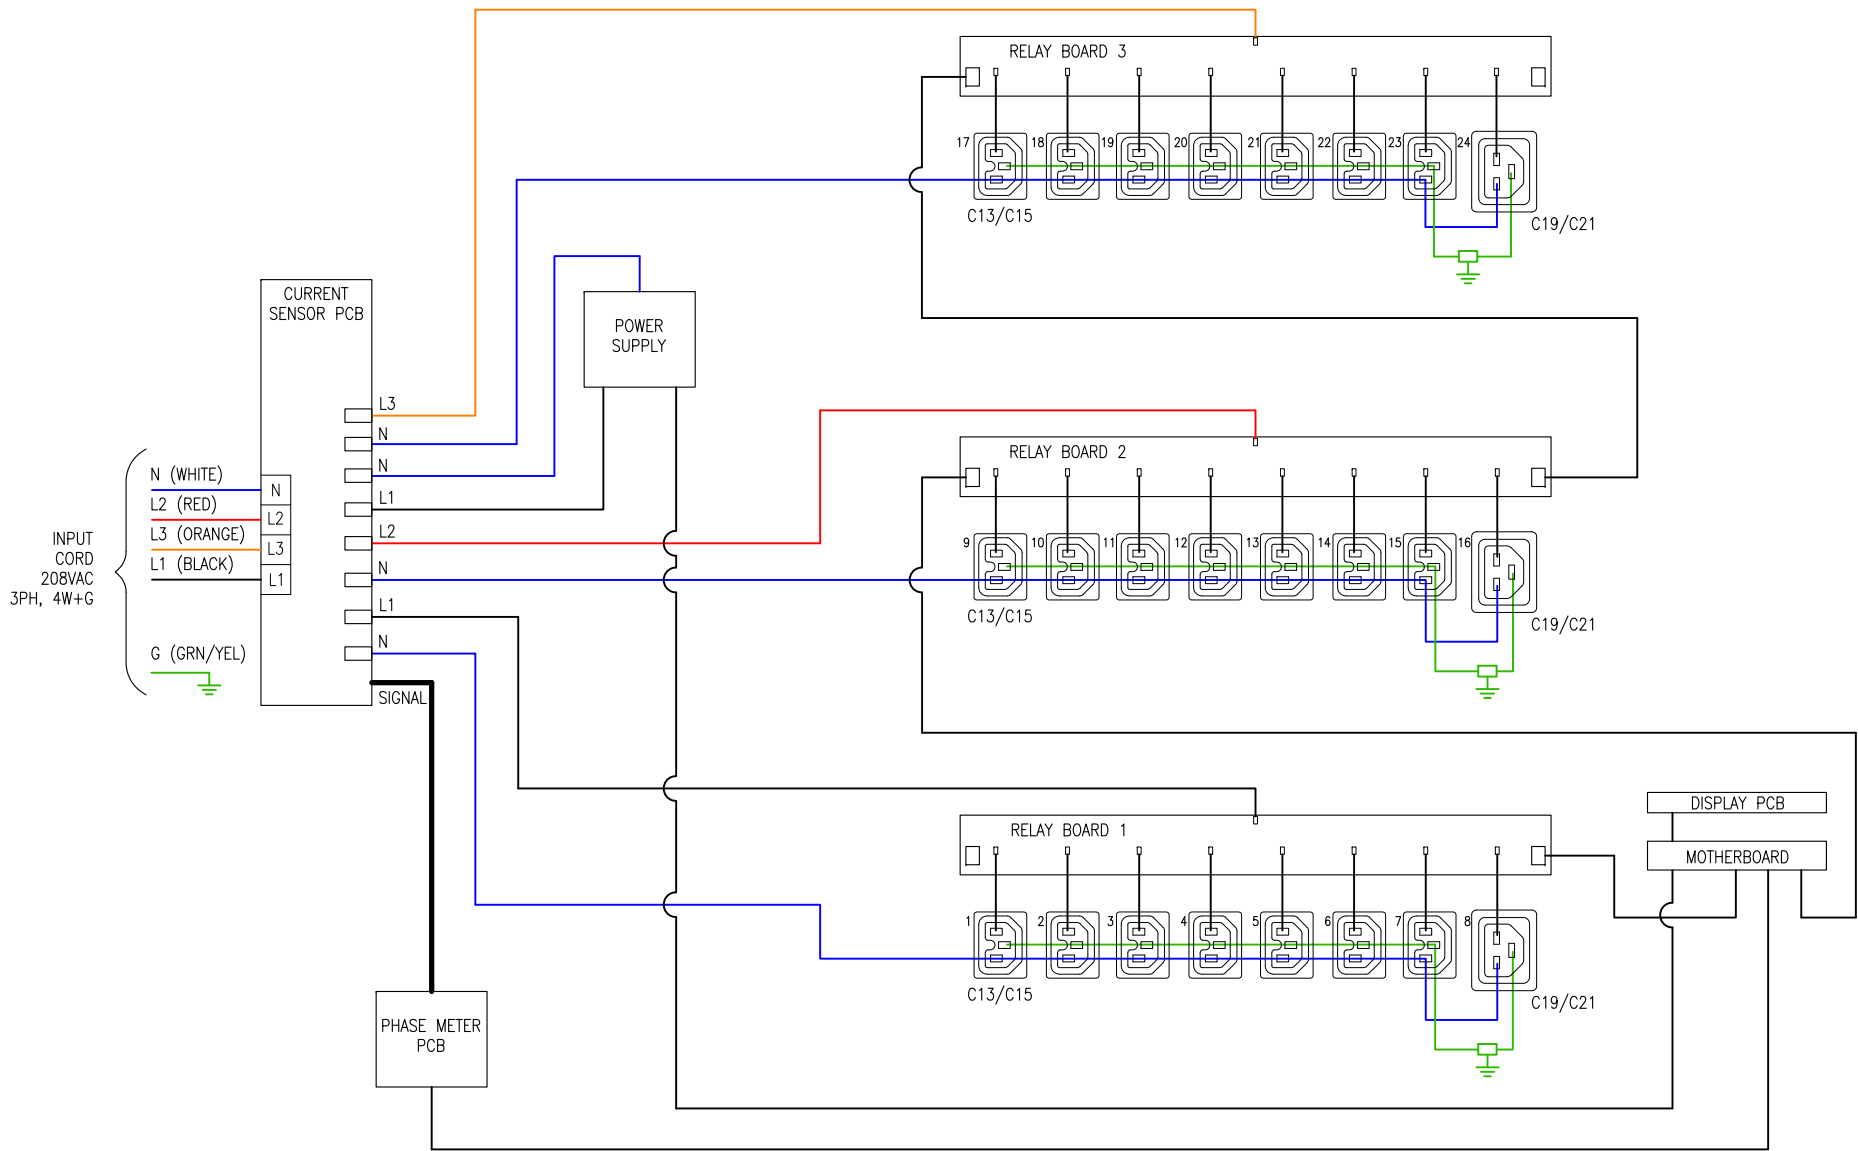 RELAY BOARD 3
17
18
19
20
21
22
23
24
C13/C15
C19/C21
CURRENT
SENSOR PCB
POWER
SUPPLY
L3
N
N
L1
L2
N
L1
N
SIGNAL
INPUT
CORD
208VAC
3PH, 4W+G
N (WHITE)
L2 (RED)
L3 (ORANGE)
L1 (BLACK)
G (GRN/YEL)
N
L2
L3
L1
RELAY BOARD 2
9
10
11
12
13
14
15
16
C13/C15
C19/C21
RELAY BOARD 1
1
2
3
4
5
6
7
8
C13/C15
C19/C21
DISPLAY PCB
MOTHERBOARD
PHASE METER
PCB